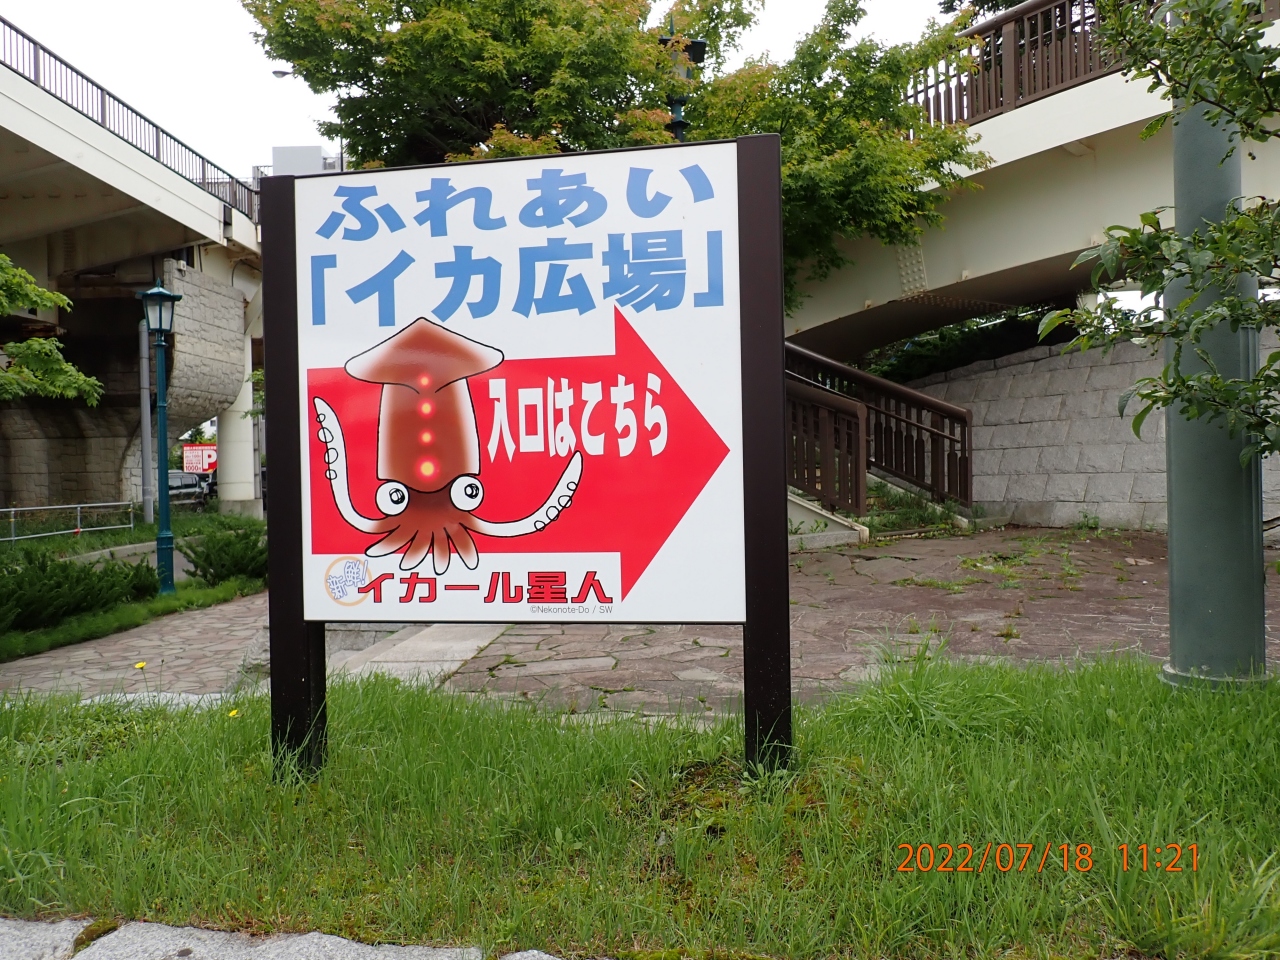 ふれあい
「イカ広場」
入口はこちら
新鮮!
イカール星人
©Nekonote-Do / SW
P
2022/07/18 11:21